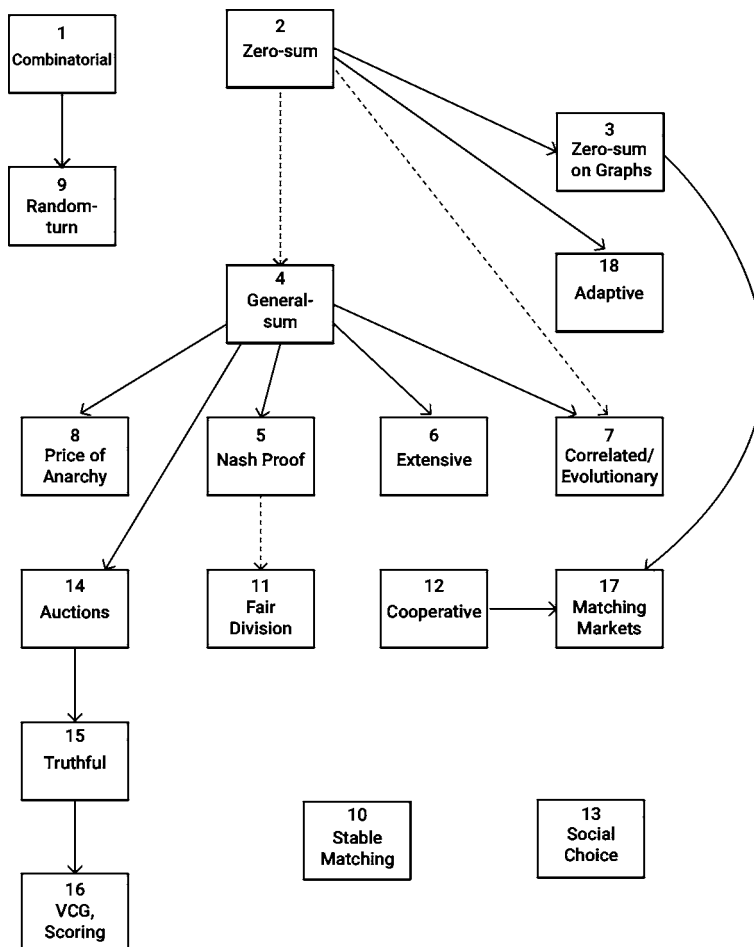 1
Combinatorial
2
Zero-sum
3
Zero-sum
on Graphs
9
Random-
turn
18
Adaptive
4
General-
sum
8
Price of
Anarchy
5
Nash Proof
6
Extensive
7
Correlated/
Evolutionary
14
Auctions
11
Fair
Division
12
Cooperative
17
Matching
Markets
15
Truthful
10
Stable
Matching
13
Social
Choice
16
VCG,
Scoring